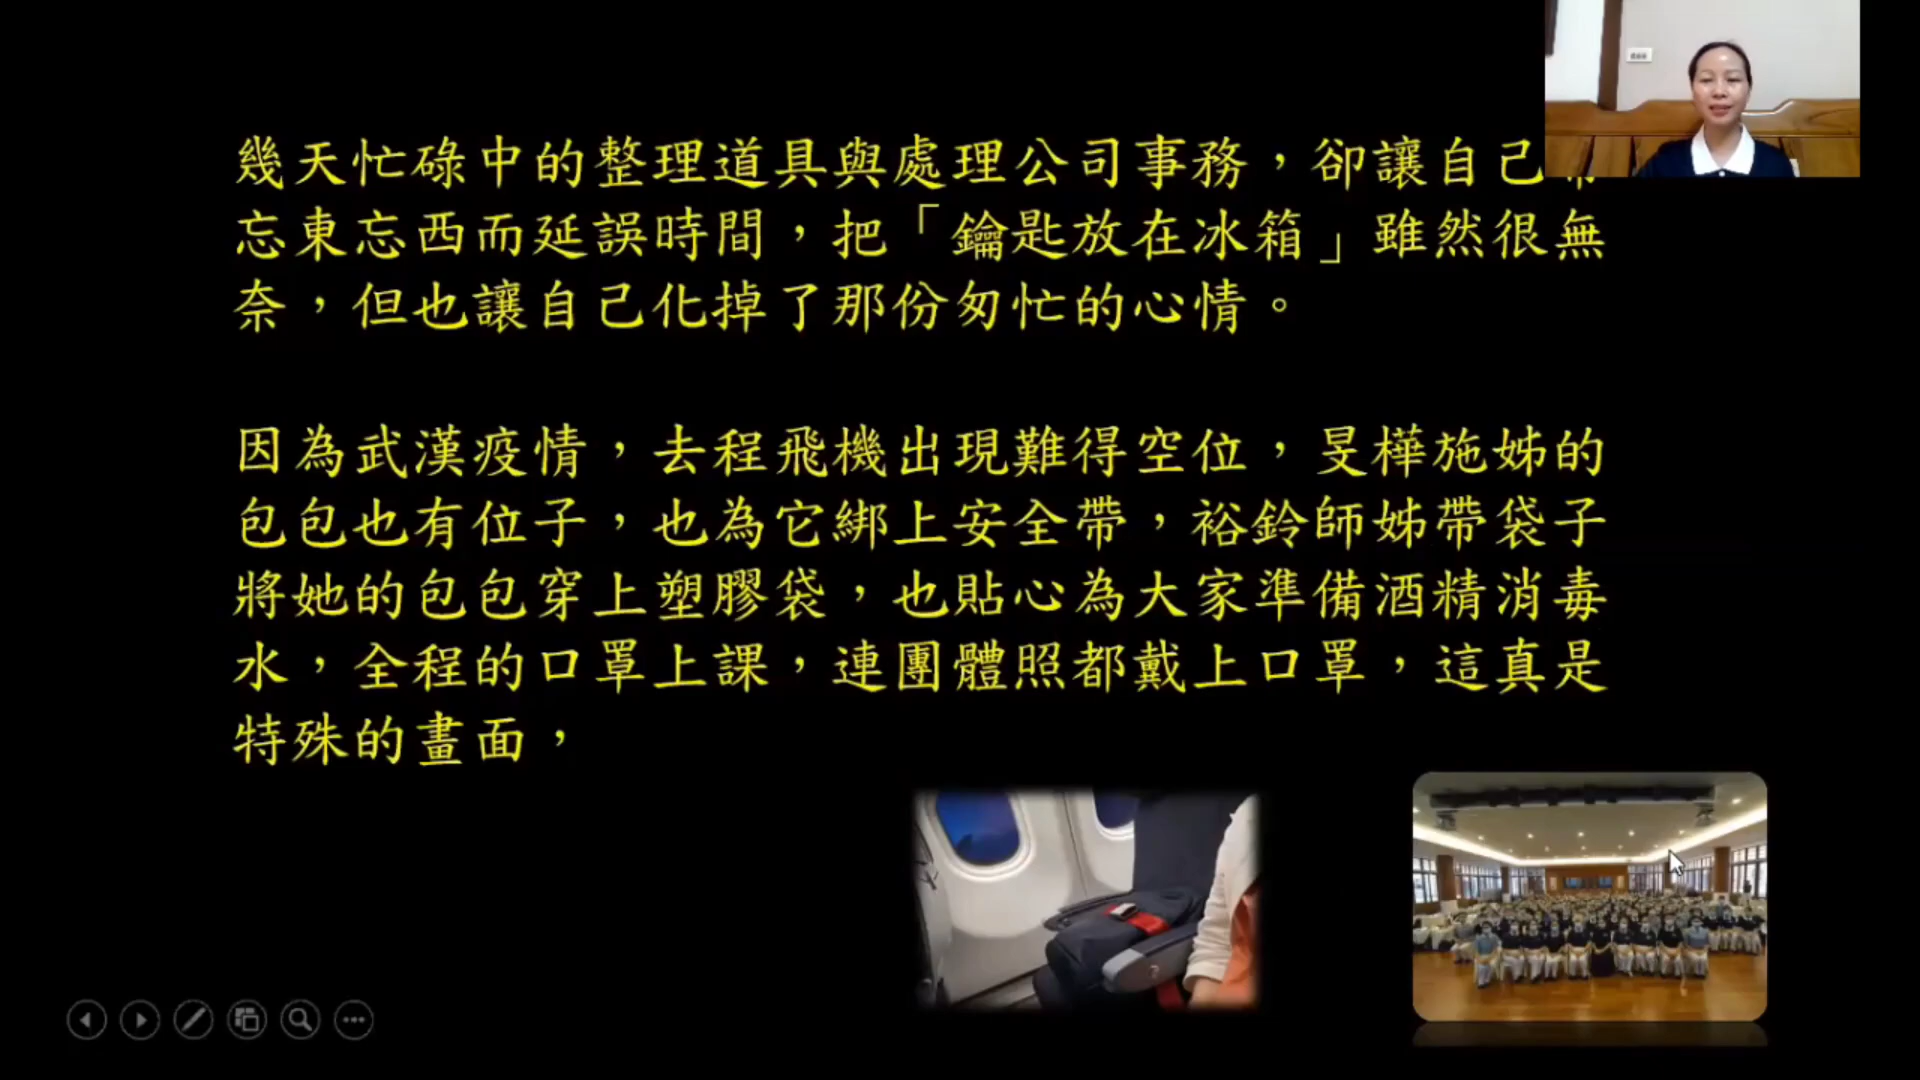 幾天忙碌中的整理道具與處理公司事務，卻讓自己
忘東忘西而延誤時間，把「鑰匙放在冰箱」雖然很無
奈，但也讓自己化掉了那份匆忙的心情。
因為武漢疫情，去程飛機出現難得空位，旻樺施姊的
包包也有位子，也為它綁上安全帶，裕鈴師姊帶袋子
將她的包包穿上塑膠袋，也貼心為大家準備酒精消毒
水，全程的口罩上課，連團體照都戴上口罩，這真是
特殊的畫面，